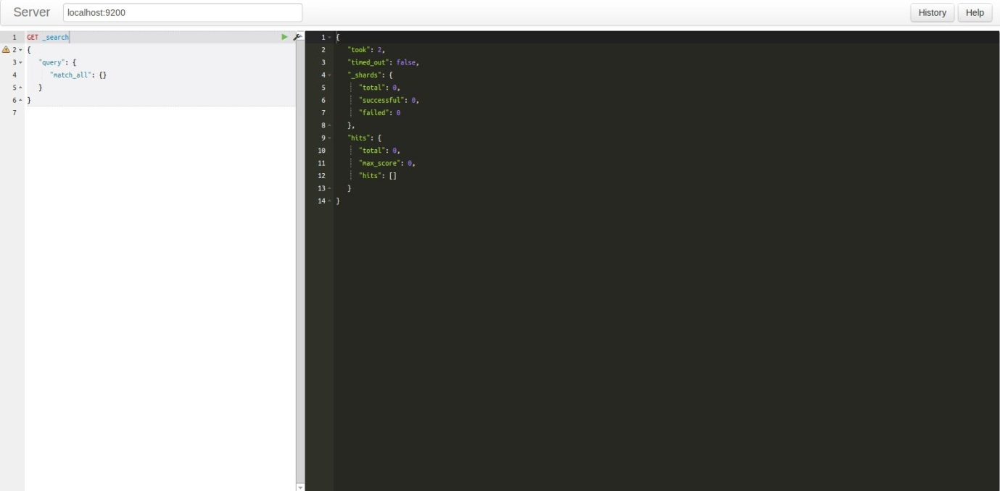 Server localhost:9200 History Help
1 GET _search
2 {
3 "query": {
4 "match_all": {}
5 }
6 }
7
1 {
2 "took": 2,
3 "timed_out": false,
4 "_shards": {
5 "total": 0,
6 "successful": 0,
7 "failed": 0
8 },
9 "hits": {
10 "total": 0,
11 "max_score": 0,
12 "hits": []
13 }
14 }